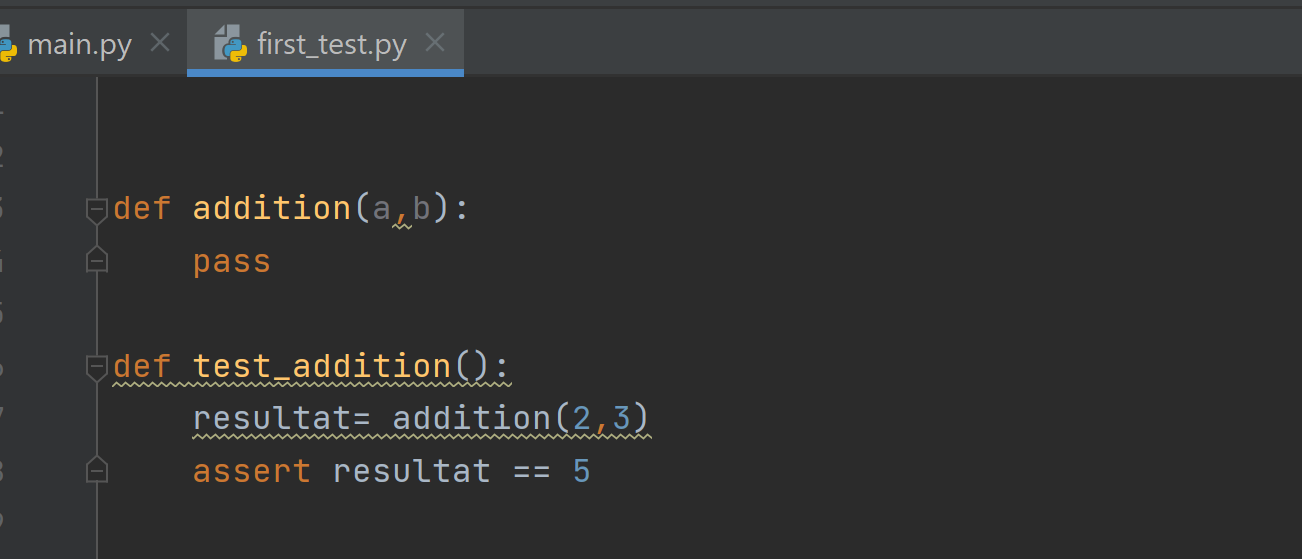 main.py first_test.py
def addition(a,b):
    pass
def test_addition():
    resultat= addition(2,3)
    assert resultat == 5